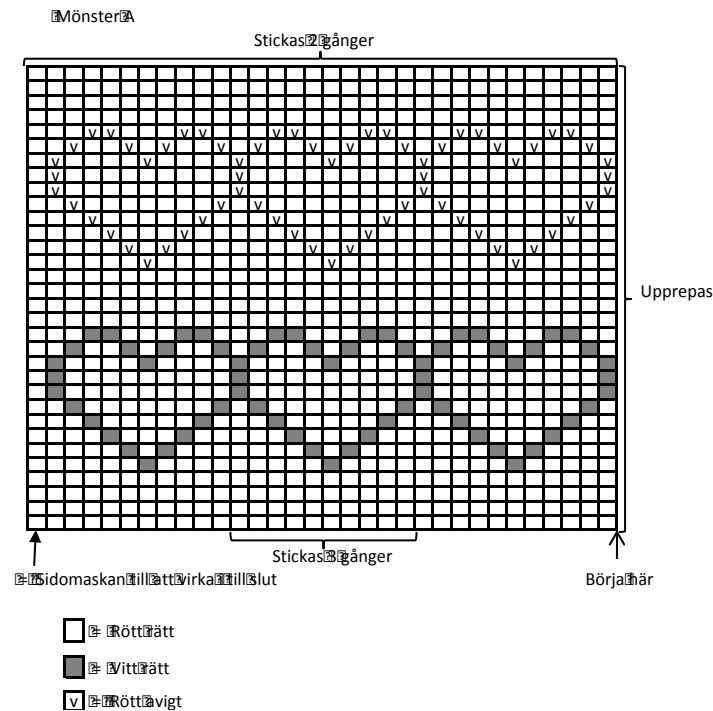 Mönster A
Stickas 2 gånger
v v v v v v v v v v v v
v v v v v v v v v v v v
v v v v v v v
v v v v
v v v v
v v v v v v
v v v v v v
v v v v v v
v v v v v v
v v v
Upprepas
Stickas 3 gånger
= Sidomaskan till att virka i till slut
Börja här
= Rött rätt
= Vitt rätt
v = Rött avigt